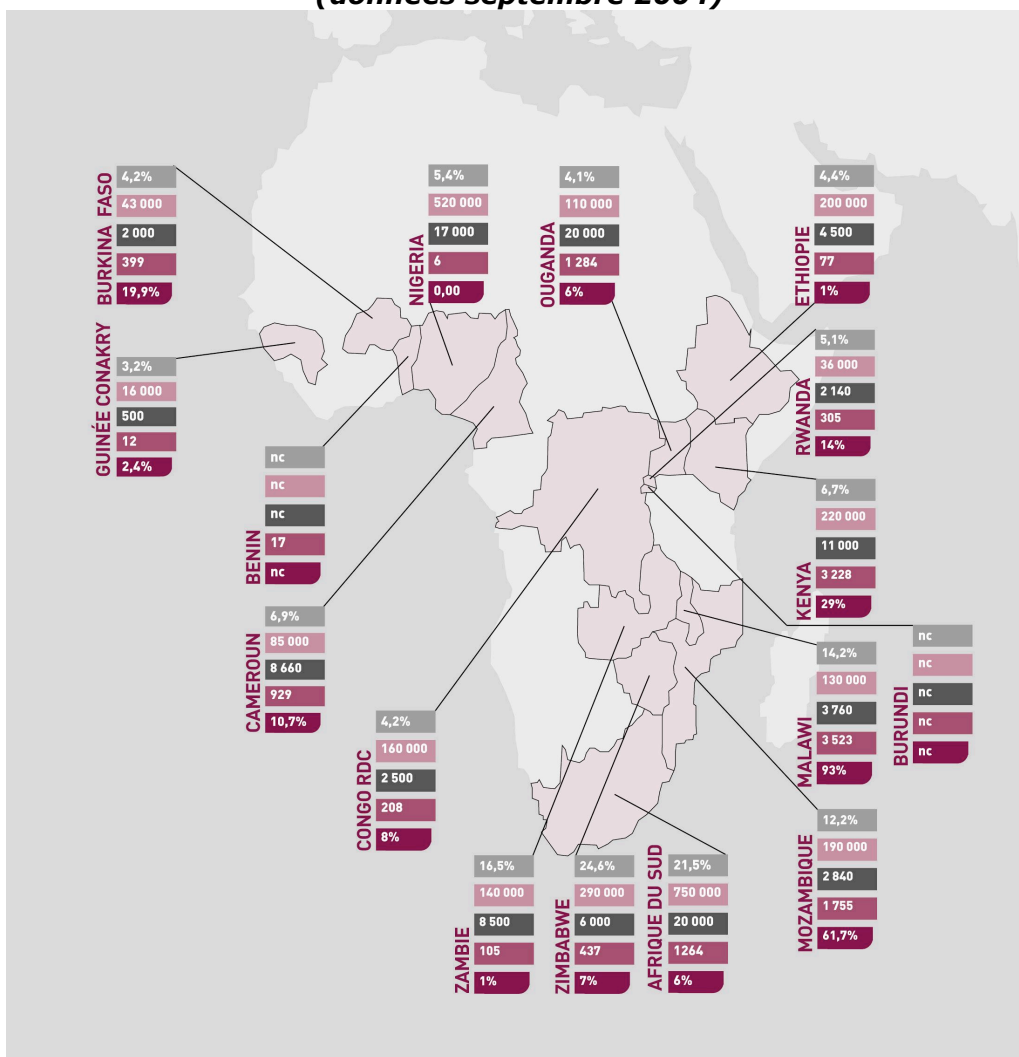 (données septembre 2004)
BURKINA FASO
4,2%
43 000
2 000
399
19,9%
NIGERIA
5,4%
520 000
17 000
6
0,00
OUGANDA
4,1%
110 000
20 000
1 284
6%
ETHIOPIE
4,4%
200 000
4 500
77
1%
GUINÉE CONAKRY
3,2%
16 000
500
12
2,4%
RWANDA
5,1%
36 000
2 140
305
14%
BENIN
nc
nc
nc
17
nc
KENYA
6,7%
220 000
11 000
3 228
29%
CAMEROUN
6,9%
85 000
8 660
929
10,7%
MALAWI
14,2%
130 000
3 760
3 523
93%
BURUNDI
nc
nc
nc
nc
nc
CONGO RDC
4,2%
160 000
2 500
208
8%
MOZAMBIQUE
12,2%
190 000
2 840
1 755
61,7%
ZAMBIE
16,5%
140 000
8 500
105
1%
ZIMBABWE
24,6%
290 000
6 000
437
7%
AFRIQUE DU SUD
21,5%
750 000
20 000
1264
6%